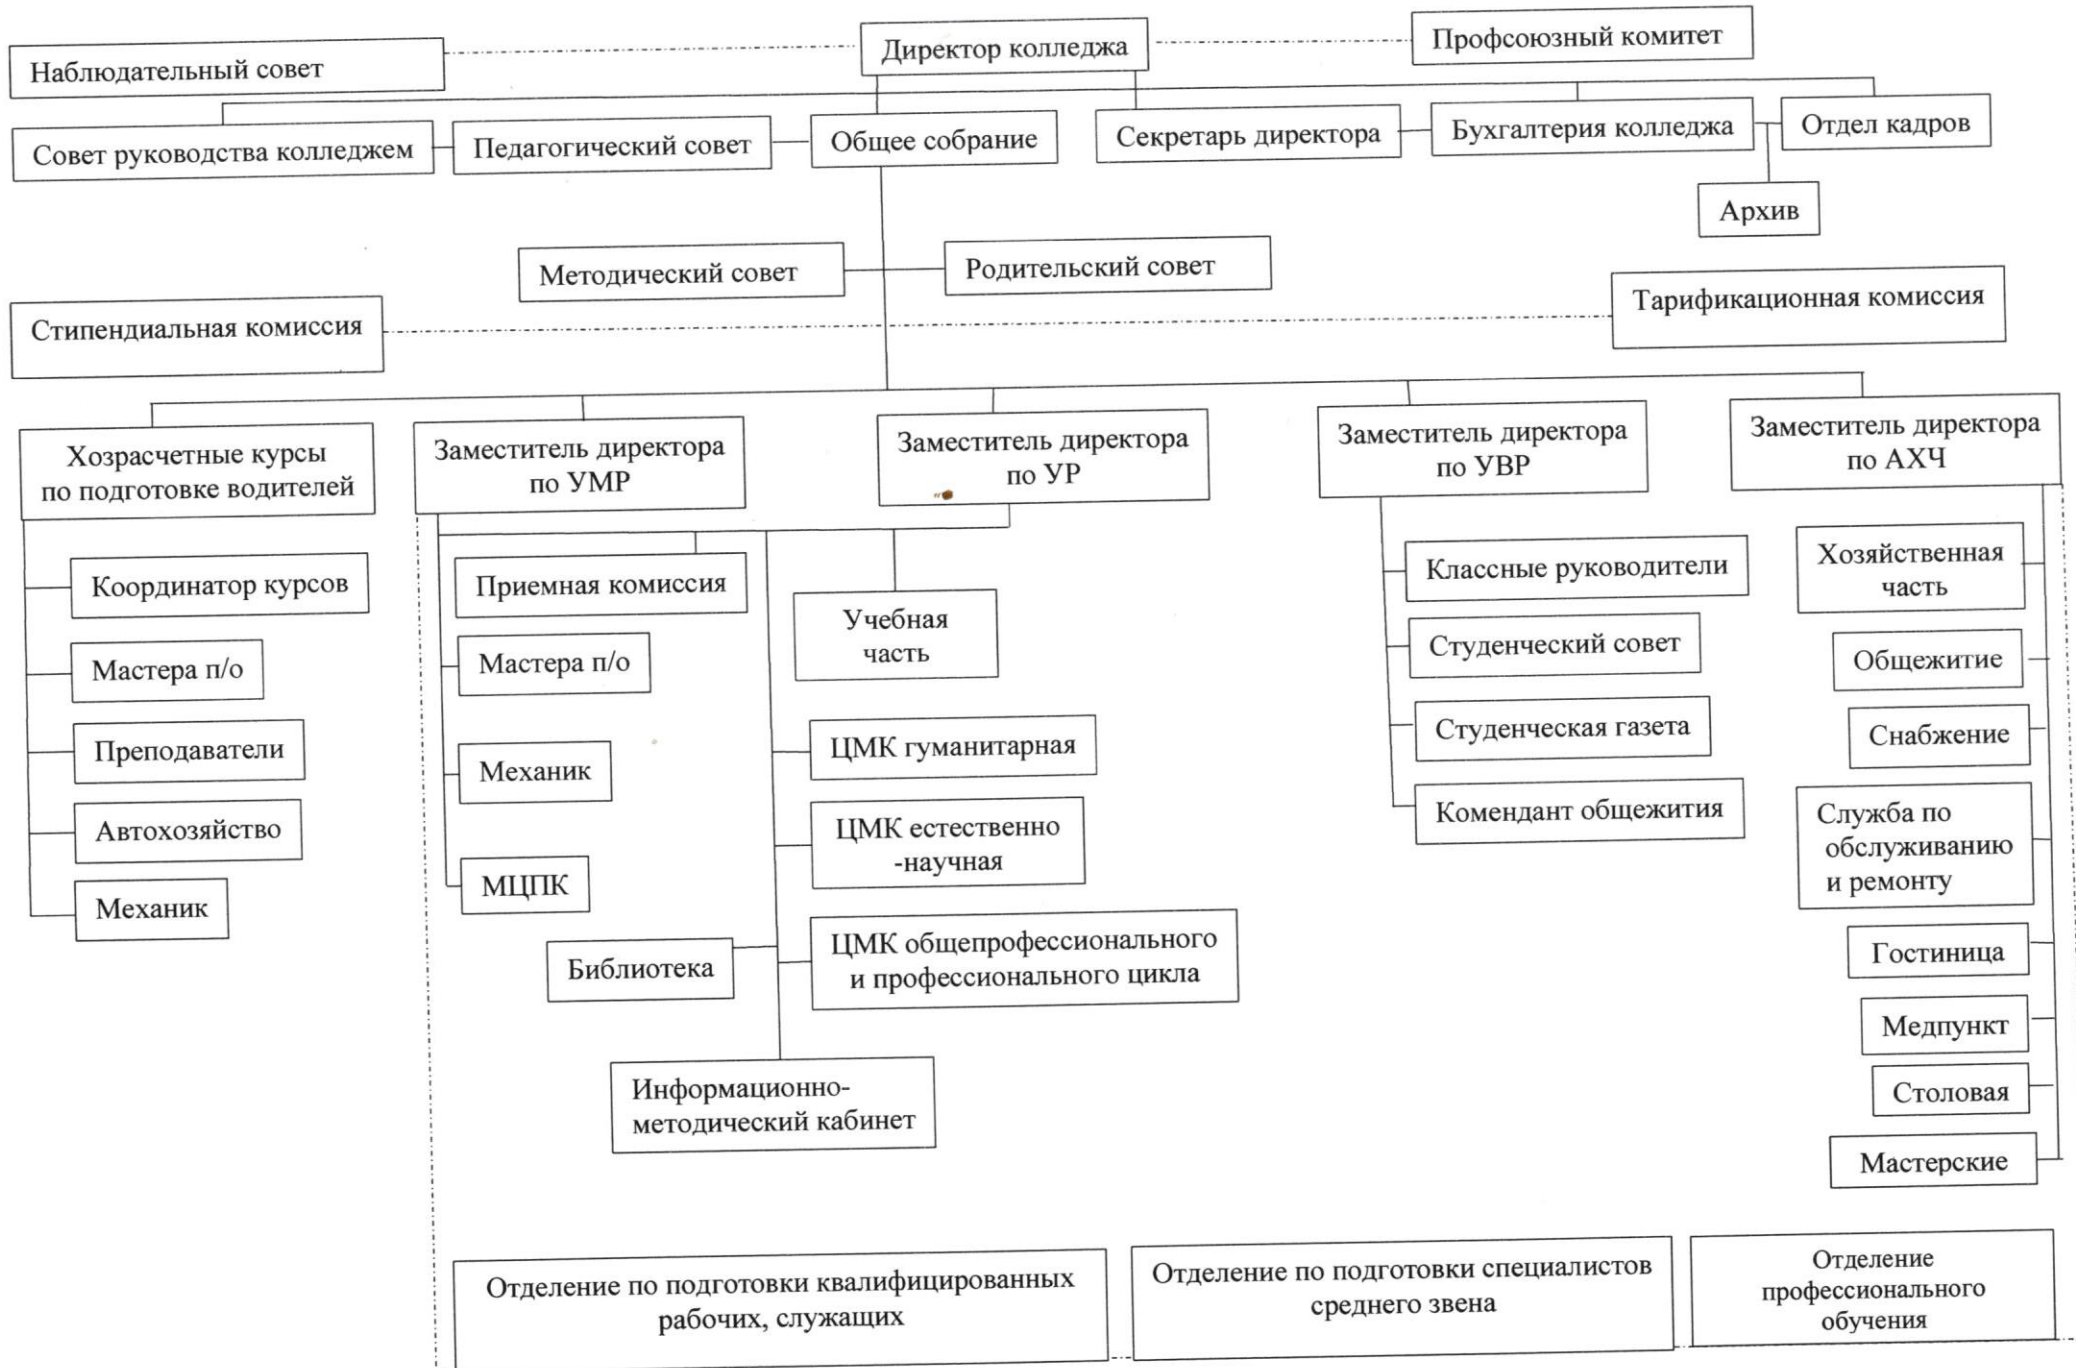 Директор колледжа
Профсоюзный комитет
Наблюдательный совет
Совет руководства колледжем
Педагогический совет
Общее собрание
Секретарь директора
Бухгалтерия колледжа
Отдел кадров
Архив
Методический совет
Родительский совет
Стипендиальная комиссия
Тарификационная комиссия
Хозрасчетные курсы
по подготовке водителей
Заместитель директора
по УМР
Заместитель директора
по УР
Заместитель директора
по УВР
Заместитель директора
по АХЧ
Координатор курсов
Мастера п/о
Преподаватели
Автохозяйство
Механик
Приемная комиссия
Мастера п/о
Механик
МЦПК
Библиотека
Информационно-
методический кабинет
Учебная
часть
ЦМК гуманитарная
ЦМК естественно
-научная
ЦМК общепрофессионального
и профессионального цикла
Классные руководители
Студенческий совет
Студенческая газета
Комендант общежития
Хозяйственная
часть
Общежитие
Снабжение
Служба по
обслуживанию
и ремонту
Гостиница
Медпункт
Столовая
Мастерские
Отделение по подготовки квалифицированных
рабочих, служащих
Отделение по подготовки специалистов
среднего звена
Отделение
профессионального
обучения